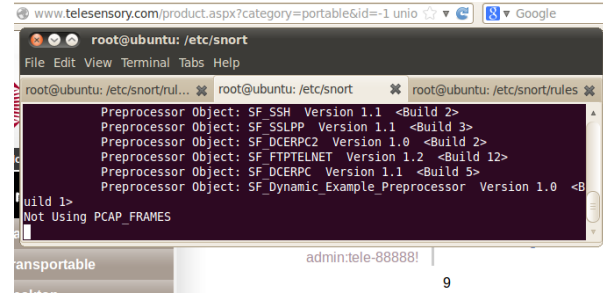 www.telesensory.com/product.aspx?category=portable&id=-1 unio
Google
root@ubuntu: /etc/snort
File Edit View Terminal Tabs Help
root@ubuntu: /etc/snort/rul...
root@ubuntu: /etc/snort
root@ubuntu: /etc/snort/rules
Preprocessor Object: SF_SSH Version 1.1 <Build 2>
Preprocessor Object: SF_SSLPP Version 1.1 <Build 3>
Preprocessor Object: SF_DCERPC2 Version 1.0 <Build 2>
Preprocessor Object: SF_FTPTELNET Version 1.2 <Build 12>
Preprocessor Object: SF_DCERPC Version 1.1 <Build 5>
Preprocessor Object: SF_Dynamic_Example_Preprocessor Version 1.0 <B
uild 1>
Not Using PCAP_FRAMES
admin:tele-88888!
ransportable
9